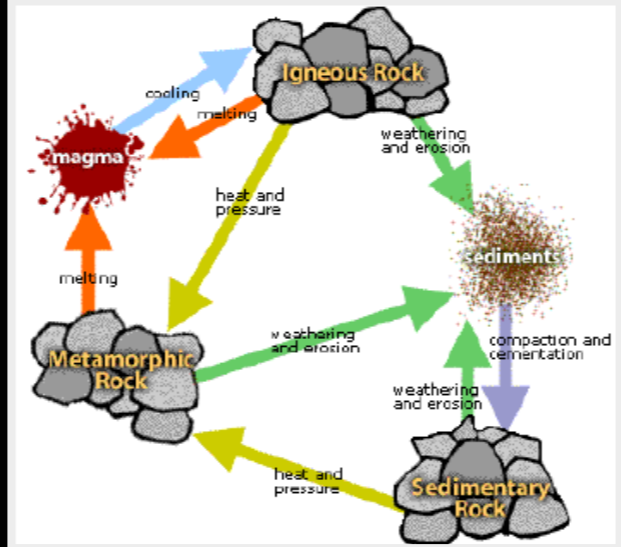 Igneous Rock
cooling
melting
magma
weathering
and erosion
heat and
pressure
sediments
melting
weathering
and erosion
compaction and
cementation
Metamorphic
Rock
weathering
and erosion
heat and
pressure
Sedimentary
Rock